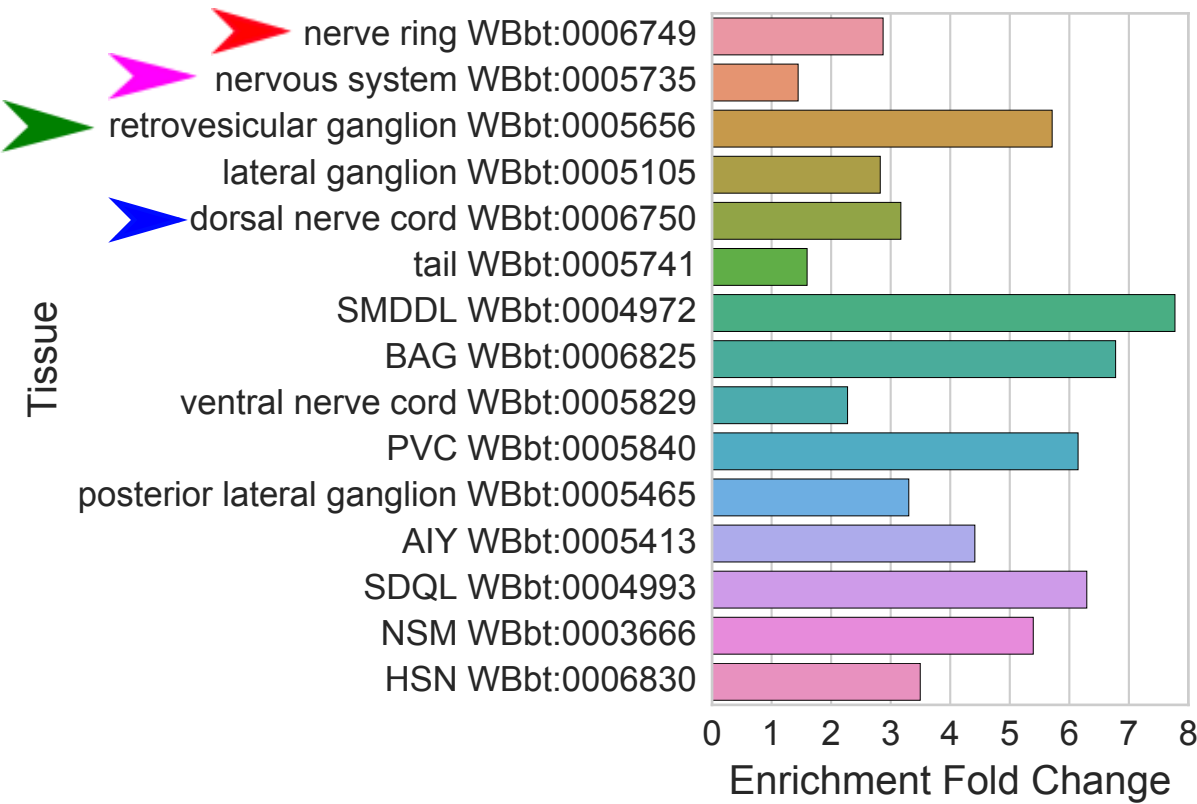 nerve ring WBbt:0006749
nervous system WBbt:0005735
retrovesicular ganglion WBbt:0005656
lateral ganglion WBbt:0005105
dorsal nerve cord WBbt:0006750
tail WBbt:0005741
SMDDL WBbt:0004972
BAG WBbt:0006825
ventral nerve cord WBbt:0005829
PVC WBbt:0005840
posterior lateral ganglion WBbt:0005465
AIY WBbt:0005413
SDQL WBbt:0004993
NSM WBbt:0003666
HSN WBbt:0006830
Tissue
0 1 2 3 4 5 6 7 8
Enrichment Fold Change